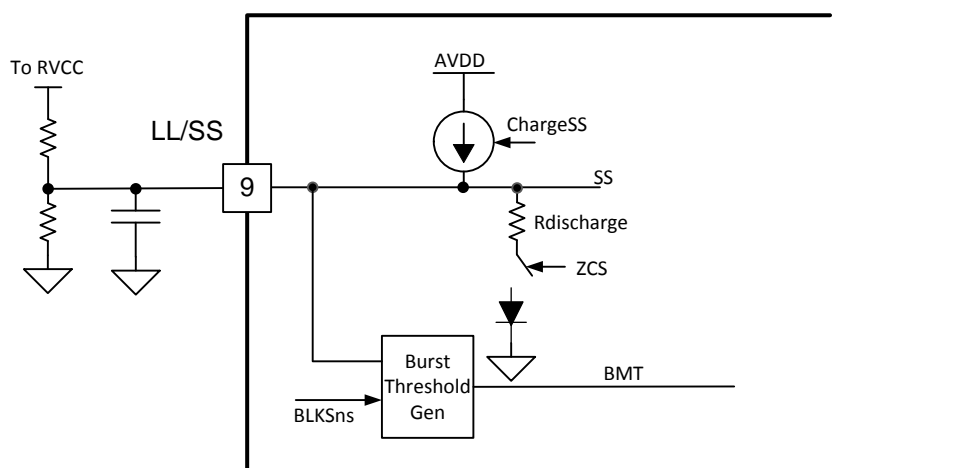 To RVCC
AVDD
LL/SS
ChargeSS
9
SS
Rdischarge
ZCS
Burst
Threshold
Gen
BMT
BLKSns